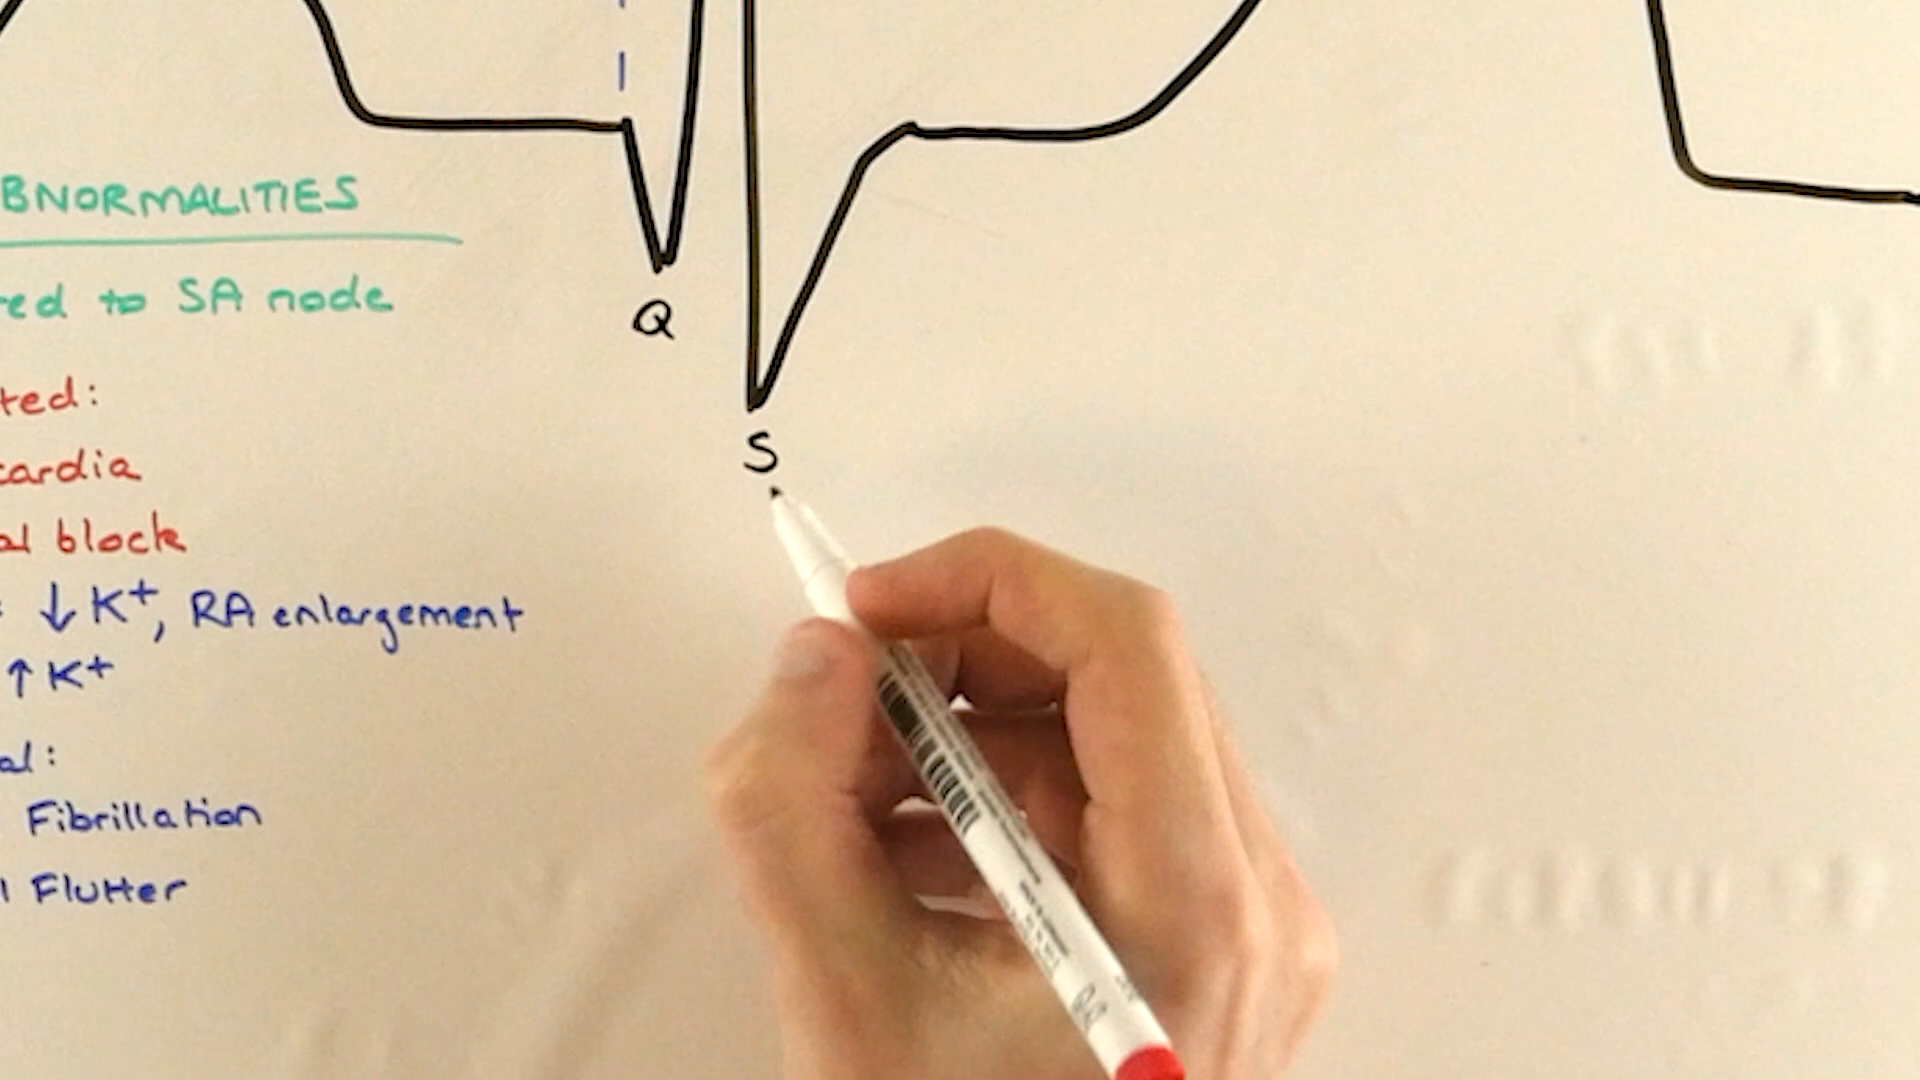 BNORMALITIES
red to SA node
ted:
cardia
al block
: ↓K+, RA enlargement
↑K+
al:
Fibrillation
l Flutter
Q
S